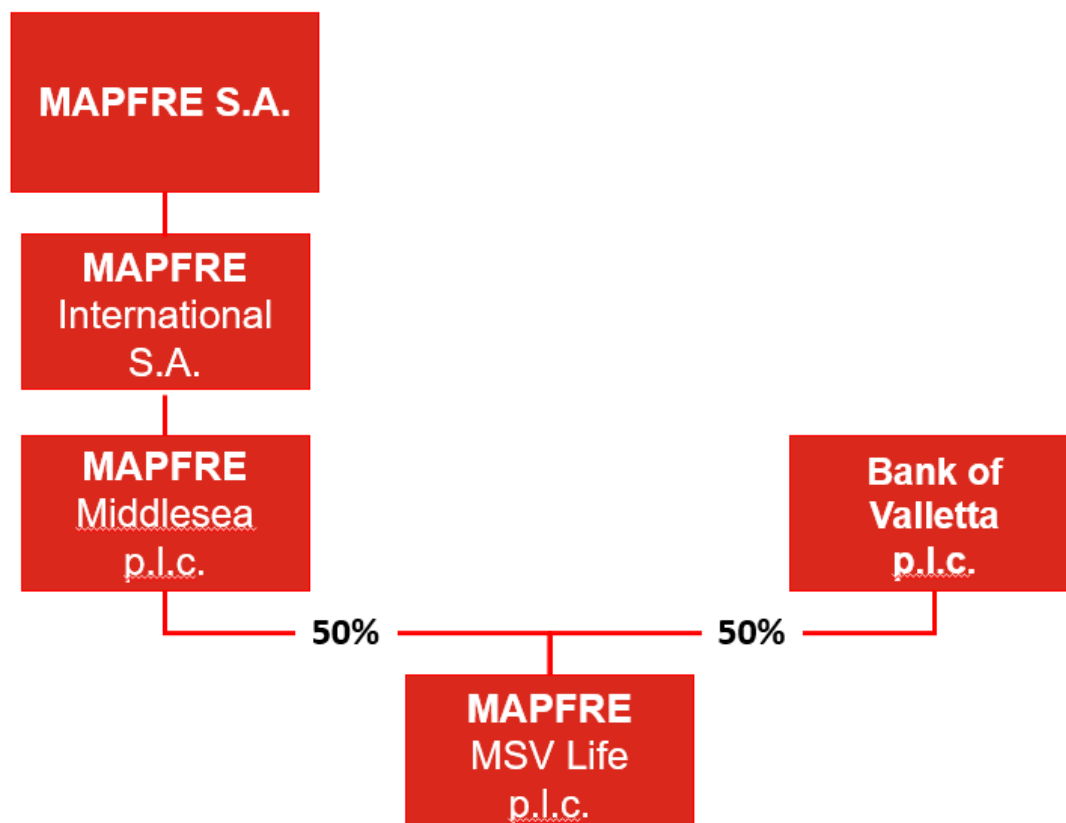 MAPFRE S.A.
MAPFRE
International
S.A.
MAPFRE
Middlesea
p.l.c.
Bank of
Valletta
p.l.c.
50%
50%
MAPFRE
MSV Life
p.l.c.